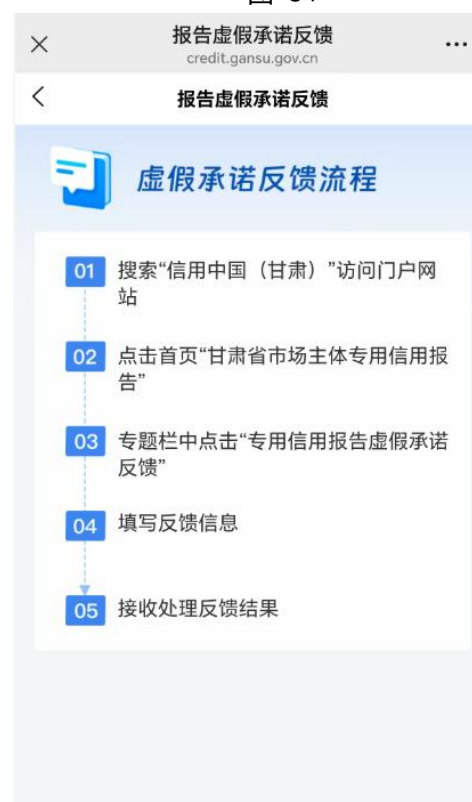 报告虚假承诺反馈
credit.gansu.gov.cn
报告虚假承诺反馈
虚假承诺反馈流程
01 搜索“信用中国（甘肃）”访问门户网
站
02 点击首页“甘肃省市场主体专用信用报
告”
03 专题栏中点击“专用信用报告虚假承诺
反馈”
04 填写反馈信息
05 接收处理反馈结果